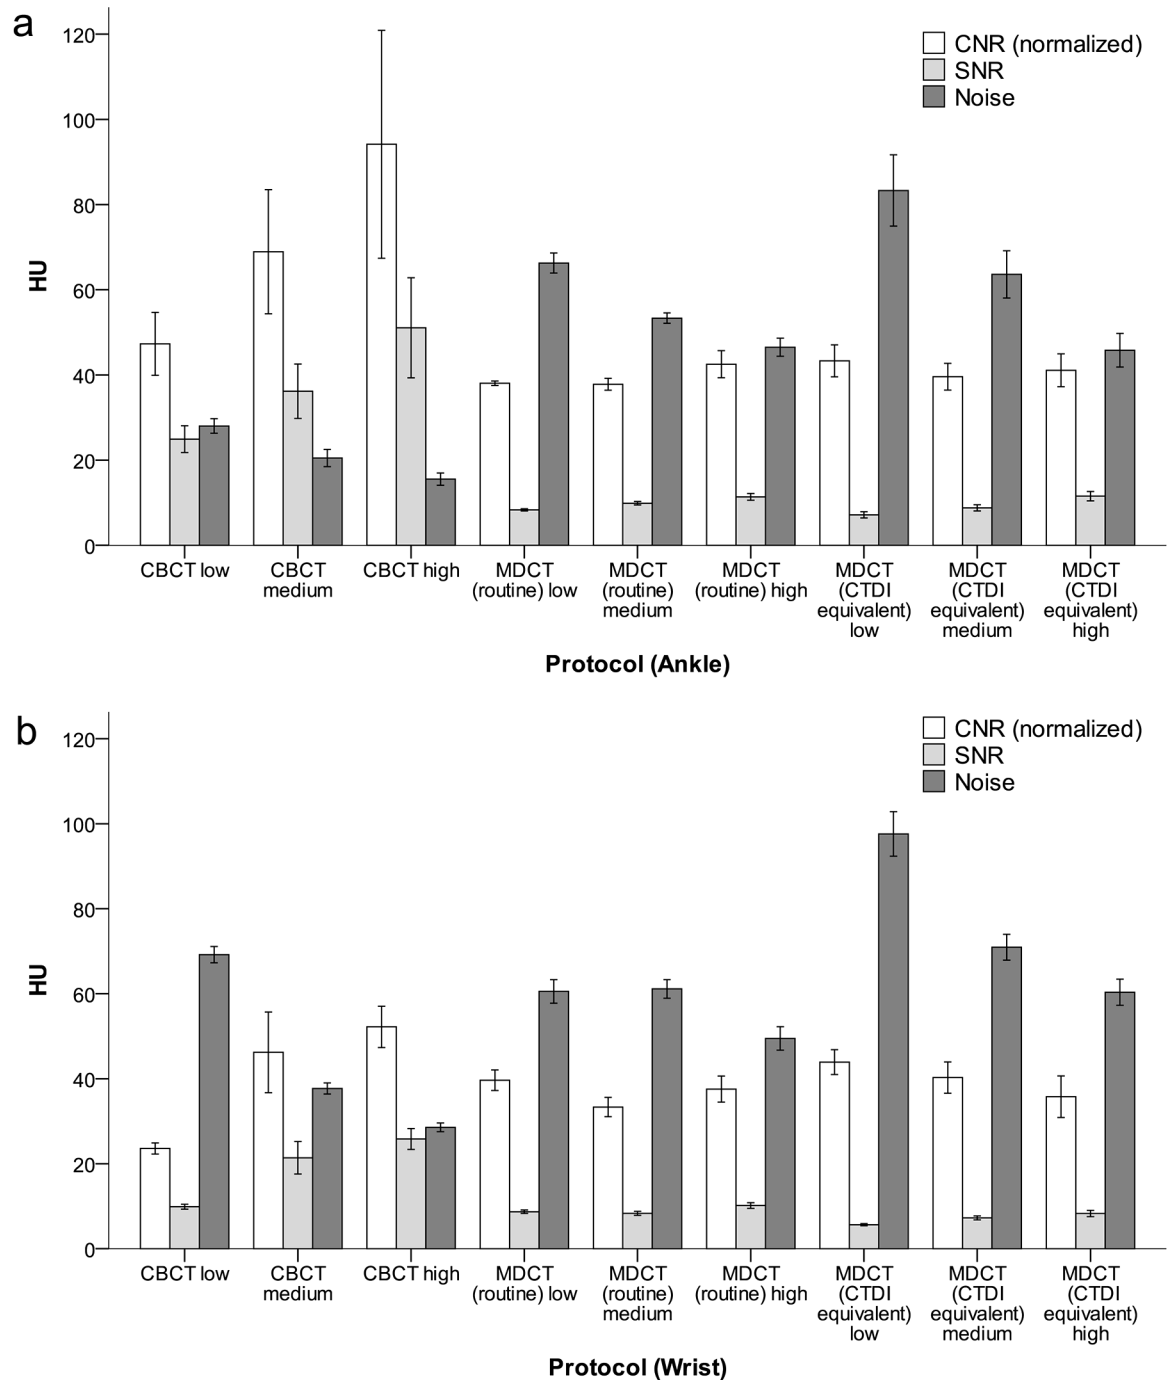 a
120
100
80
60
40
20
0
HU
CNR (normalized)
SNR
Noise
CBCT low
CBCT
medium
CBCT high
MDCT
(routine) low
MDCT
(routine)
medium
MDCT
(routine) high
MDCT
(CTDI
equivalent)
low
MDCT
(CTDI
equivalent)
medium
MDCT
(CTDI
equivalent)
high
Protocol (Ankle)
b
120
100
80
60
40
20
0
HU
CNR (normalized)
SNR
Noise
CBCT low
CBCT
medium
CBCT high
MDCT
(routine) low
MDCT
(routine)
medium
MDCT
(routine) high
MDCT
(CTDI
equivalent)
low
MDCT
(CTDI
equivalent)
medium
MDCT
(CTDI
equivalent)
high
Protocol (Wrist)